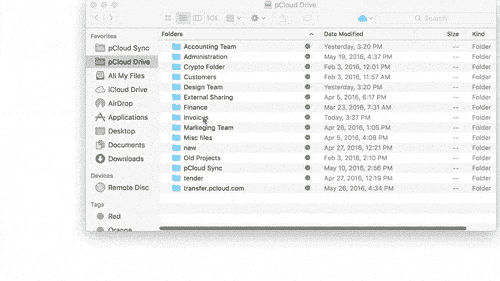 pCloud Drive
Search
Favorites
pCloud Sync
pCloud Drive
All My Files
iCloud Drive
AirDrop
Applications
Desktop
Documents
Downloads
Devices
Remote Disc
Tags
Red
Orange
Folders Date Modified Size Kind
Accounting Team Yesterday, 3:20 PM -- Folder
Administration May 19, 2016, 4:37 PM -- Folder
Crypto Folder Feb 3, 2016, 12:01 PM -- Folder
Customers Feb 3, 2016, 11:57 AM -- Folder
Design Team Yesterday, 3:20 PM -- Folder
External Sharing Apr 5, 2016, 6:17 PM -- Folder
Finance Mar 23, 2016, 7:31 AM -- Folder
Invoices Today, 3:37 PM -- Folder
Marketing Team Apr 26, 2016, 1:05 PM -- Folder
Misc files Apr 5, 2016, 4:08 PM -- Folder
new Apr 27, 2016, 12:21 PM -- Folder
Old Projects Feb 3, 2016, 2:10 PM -- Folder
pCloud Sync May 10, 2016, 2:56 PM -- Folder
tender Apr 27, 2016, 12:19 PM -- Folder
transfer.pcloud.com May 26, 2016, 4:34 PM -- Folder